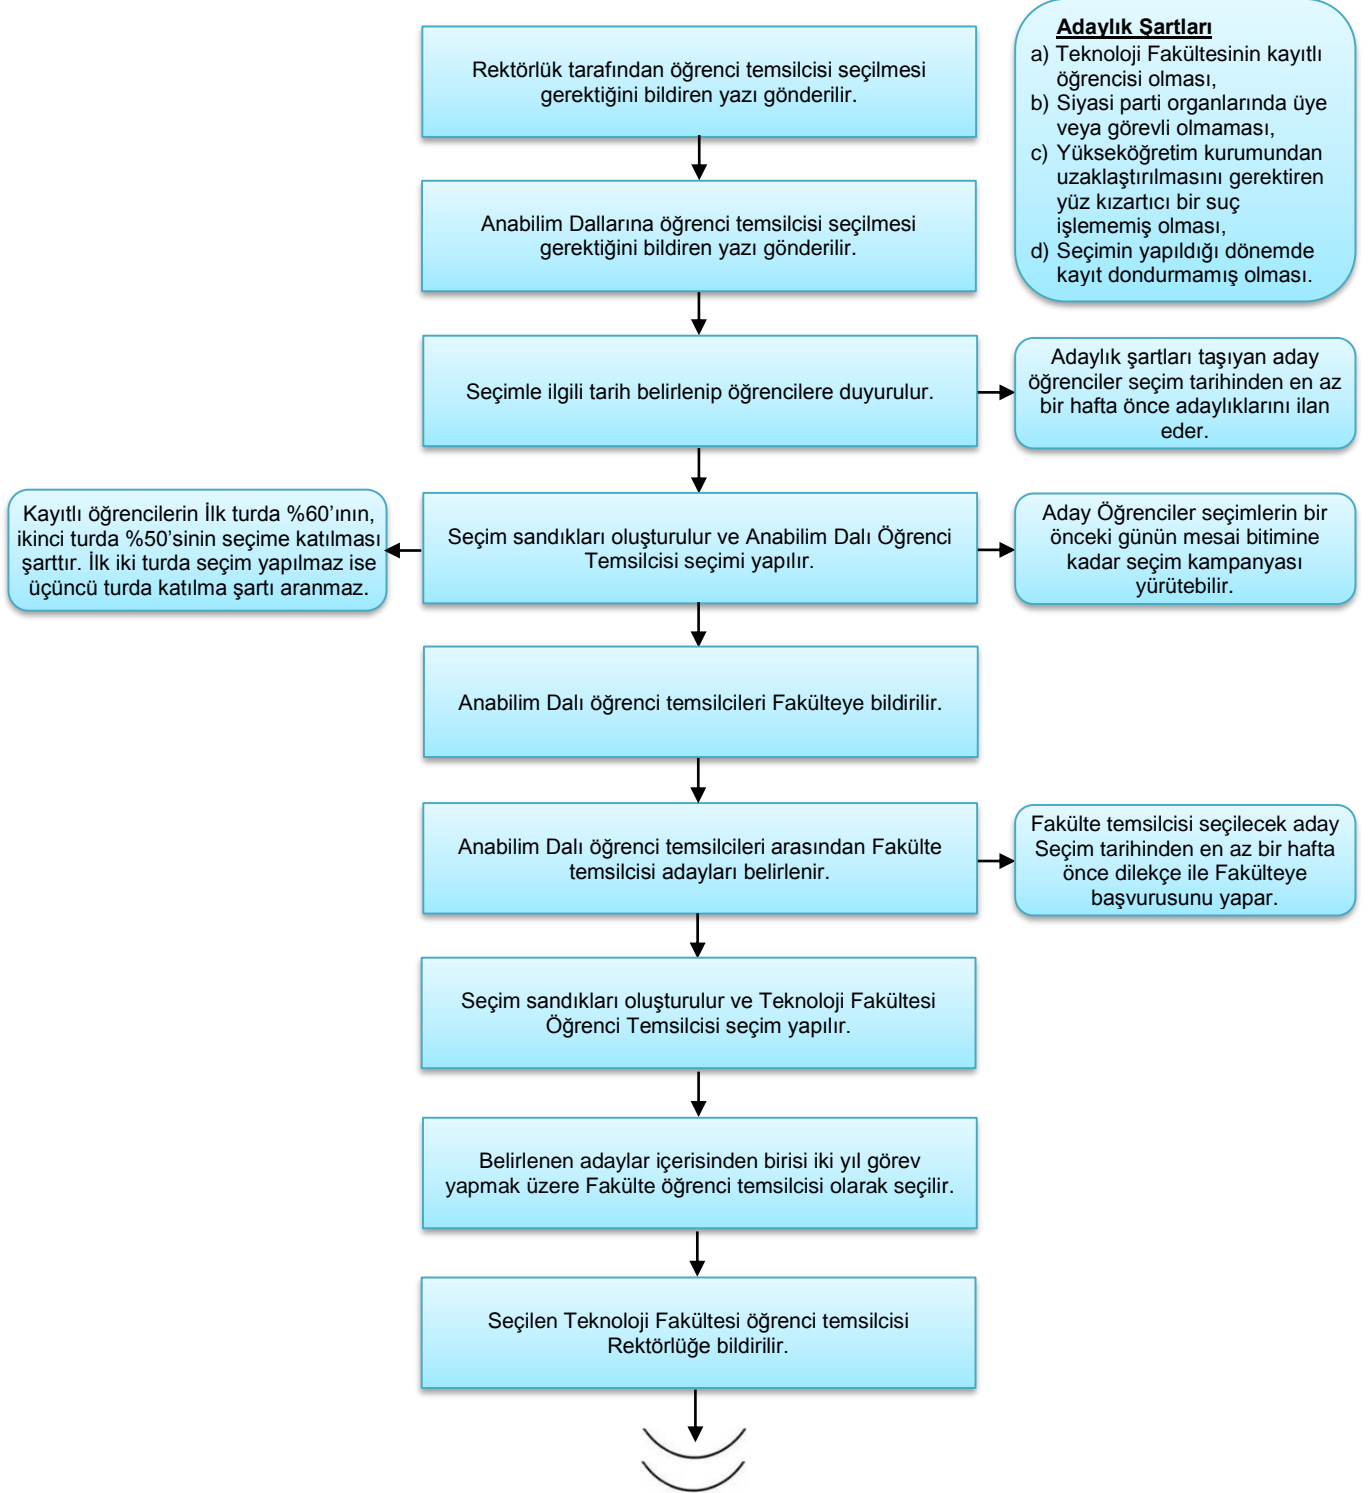 Rektörlük tarafından öğrenci temsilcisi seçilmesi
gerektiğini bildiren yazı gönderilir.
Adaylık Şartları
a) Teknoloji Fakültesinin kayıtlı
öğrencisi olması,
b) Siyasi parti organlarında üye
veya görevli olmaması,
c) Yükseköğretim kurumundan
uzaklaştırılmasını gerektiren
yüz kızartıcı bir suç
işlememiş olması,
d) Seçimin yapıldığı dönemde
kayıt dondurmamış olması.
Anabilim Dallarına öğrenci temsilcisi seçilmesi
gerektiğini bildiren yazı gönderilir.
Seçimle ilgili tarih belirlenip öğrencilere duyurulur.
Adaylık şartları taşıyan aday
öğrenciler seçim tarihinden en az
bir hafta önce adaylıklarını ilan
eder.
Kayıtlı öğrencilerin İlk turda %60’ının,
ikinci turda %50’sinin seçime katılması
şarttır. İlk iki turda seçim yapılmaz ise
üçüncü turda katılma şartı aranmaz.
Seçim sandıkları oluşturulur ve Anabilim Dalı Öğrenci
Temsilcisi seçimi yapılır.
Aday Öğrenciler seçimlerin bir
önceki günün mesai bitimine
kadar seçim kampanyası
yürütebilir.
Anabilim Dalı öğrenci temsilcileri Fakülteye bildirilir.
Anabilim Dalı öğrenci temsilcileri arasından Fakülte
temsilcisi adayları belirlenir.
Fakülte temsilcisi seçilecek aday
Seçim tarihinden en az bir hafta
önce dilekçe ile Fakülteye
başvurusunu yapar.
Seçim sandıkları oluşturulur ve Teknoloji Fakültesi
Öğrenci Temsilcisi seçim yapılır.
Belirlenen adaylar içerisinden birisi iki yıl görev
yapmak üzere Fakülte öğrenci temsilcisi olarak seçilir.
Seçilen Teknoloji Fakültesi öğrenci temsilcisi
Rektörlüğe bildirilir.